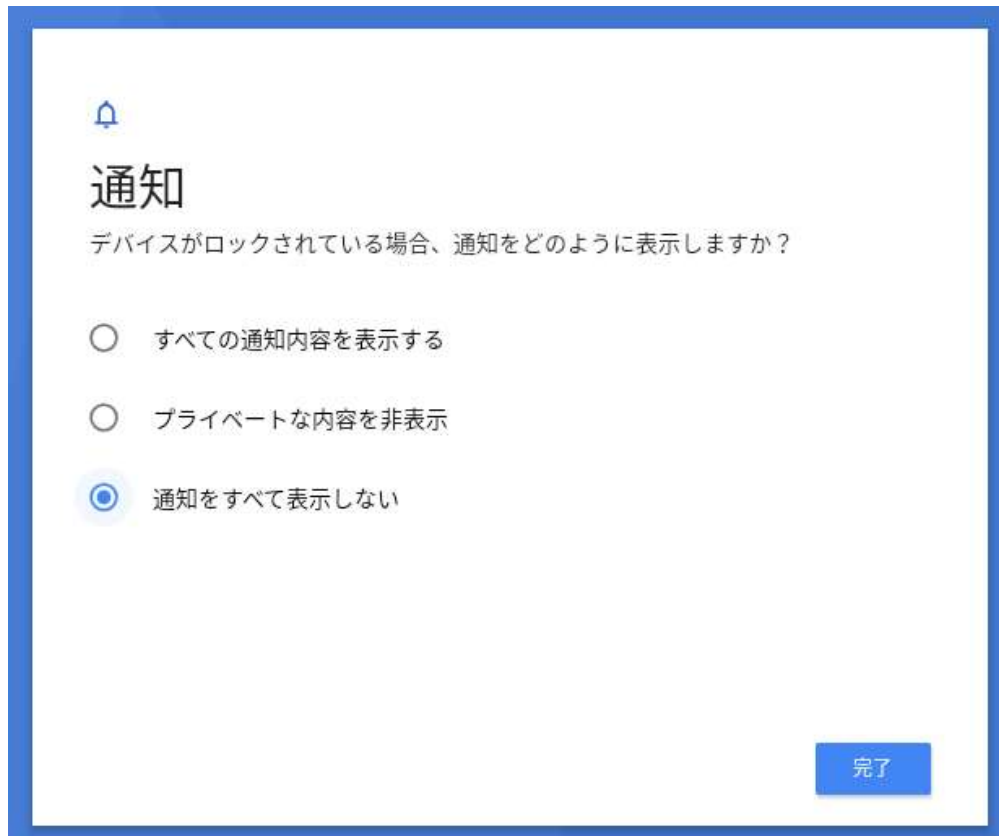 通知
デバイスがロックされている場合、通知をどのように表示しますか？
すべての通知内容を表示する
プライベートな内容を非表示
通知をすべて表示しない
完了